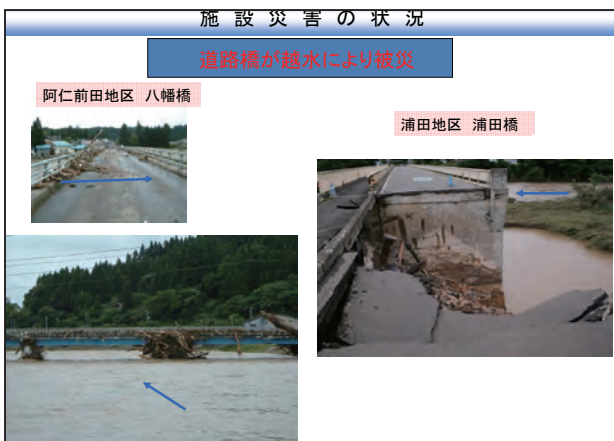 施設災害の状況
道路橋が越水により被災
阿仁前田地区 八幡橋
浦田地区 浦田橋